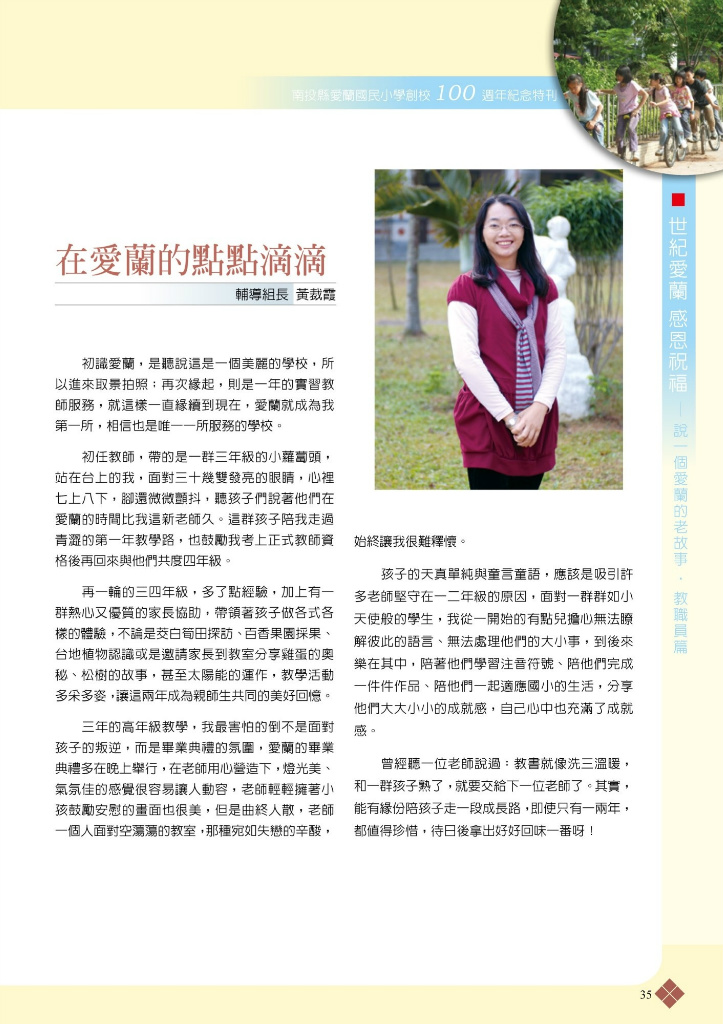 南投縣愛蘭國民小學創校 100 週年紀念特刊
在愛蘭的點點滴滴
輔導組長 黃裁霞
初識愛蘭，是聽說這是一個美麗的學校，所
以進來取景拍照；再次緣起，則是一年的實習教
師服務，就這樣一直緣續到現在，愛蘭就成為我
第一所，相信也是唯一一所服務的學校。
初任教師，帶的是一群三年級的小蘿蔔頭，
站在台上的我，面對三十幾雙發亮的眼睛，心裡
七上八下，腳還微微顫抖，聽孩子們說著他們在
愛蘭的時間比我這新老師久。這群孩子陪我走過
青澀的第一年教學路，也鼓勵我考上正式教師資
格後再回來與他們共度四年級。
再一輪的三四年級，多了點經驗，加上有一
群熱心又優質的家長協助，帶領著孩子做各式各
樣的體驗，不論是茭白筍田探訪、百香果園採果、
台地植物認識或是邀請家長到教室分享雞蛋的奧
秘、松樹的故事，甚至太陽能的運作，教學活動
多采多姿，讓這兩年成為親師生共同的美好回憶。
三年的高年級教學，我最害怕的倒不是面對
孩子的叛逆，而是畢業典禮的氛圍，愛蘭的畢業
典禮多在晚上舉行，在老師用心營造下，燈光美、
氣氛佳的感覺很容易讓人動容，老師輕輕擁著小
孩鼓勵安慰的畫面也很美，但是曲終人散，老師
一個人面對空蕩蕩的教室，那種宛如失戀的辛酸，
始終讓我很難釋懷。
孩子的天真單純與童言童語，應該是吸引許
多老師堅守在一二年級的原因，面對一群群如小
天使般的學生，我從一開始的有點兒擔心無法瞭
解彼此的語言、無法處理他們的大小事，到後來
樂在其中，陪著他們學習注音符號、陪他們完成
一件件作品、陪他們一起適應國小的生活，分享
他們大大小小的成就感，自己心中也充滿了成就
感。
曾經聽一位老師說過：教書就像洗三溫暖，
和一群孩子熟了，就要交給下一位老師了。其實，
能有緣份陪孩子走一段成長路，即使只有一兩年，
都值得珍惜，待日後拿出好好回味一番呀！
世紀愛蘭 感恩祝福—說一個愛蘭的老故事．教職員篇
35